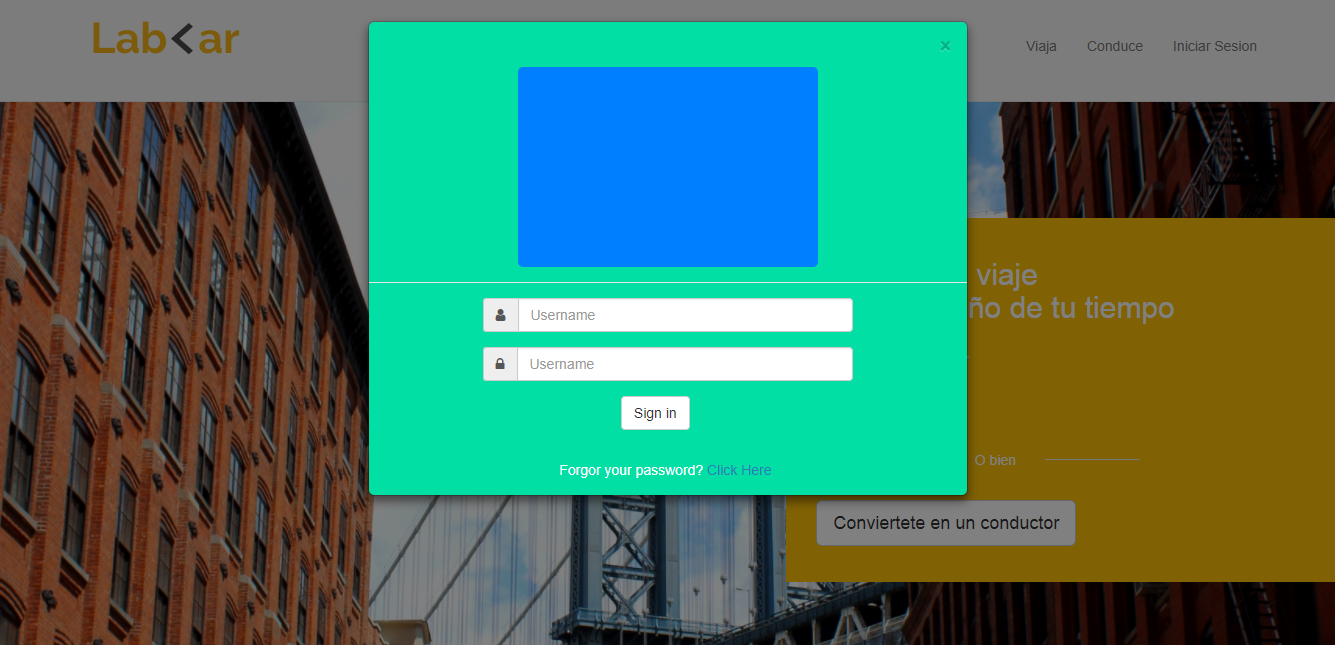 Lab<ar
Viaja
Conduce
Iniciar Sesion
×
Username
Username
Sign in
Forgor your password? Click Here
viaje
ño de tu tiempo
O bien
Conviertete en un conductor